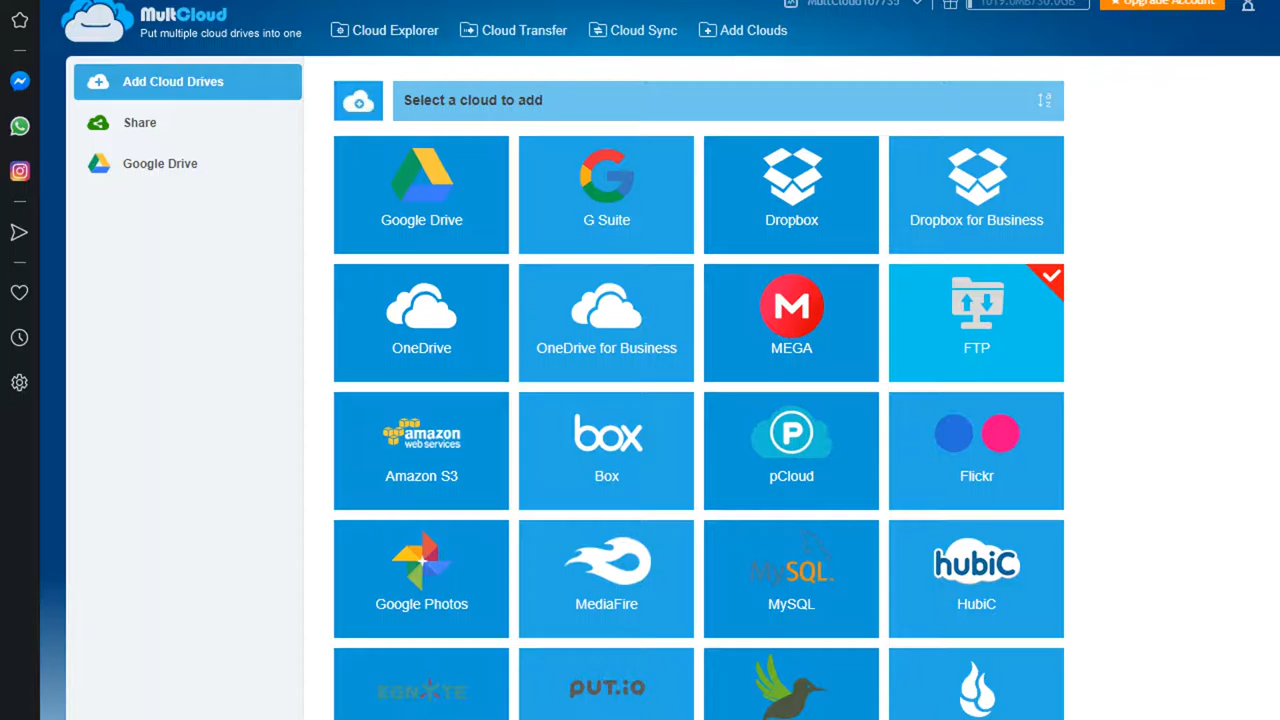 MultCloud
Put multiple cloud drives into one
Cloud Explorer
Cloud Transfer
Cloud Sync
Add Clouds
MultCloud107735
Upgrade Account
Add Cloud Drives
Share
Google Drive
Select a cloud to add
Google Drive
G Suite
Dropbox
Dropbox for Business
OneDrive
OneDrive for Business
MEGA
FTP
amazon
web services
Amazon S3
box
Box
pCloud
Flickr
Google Photos
MediaFire
MySQL
MySQL
hubiC
HubiC
EGNYTE
PUT.IO